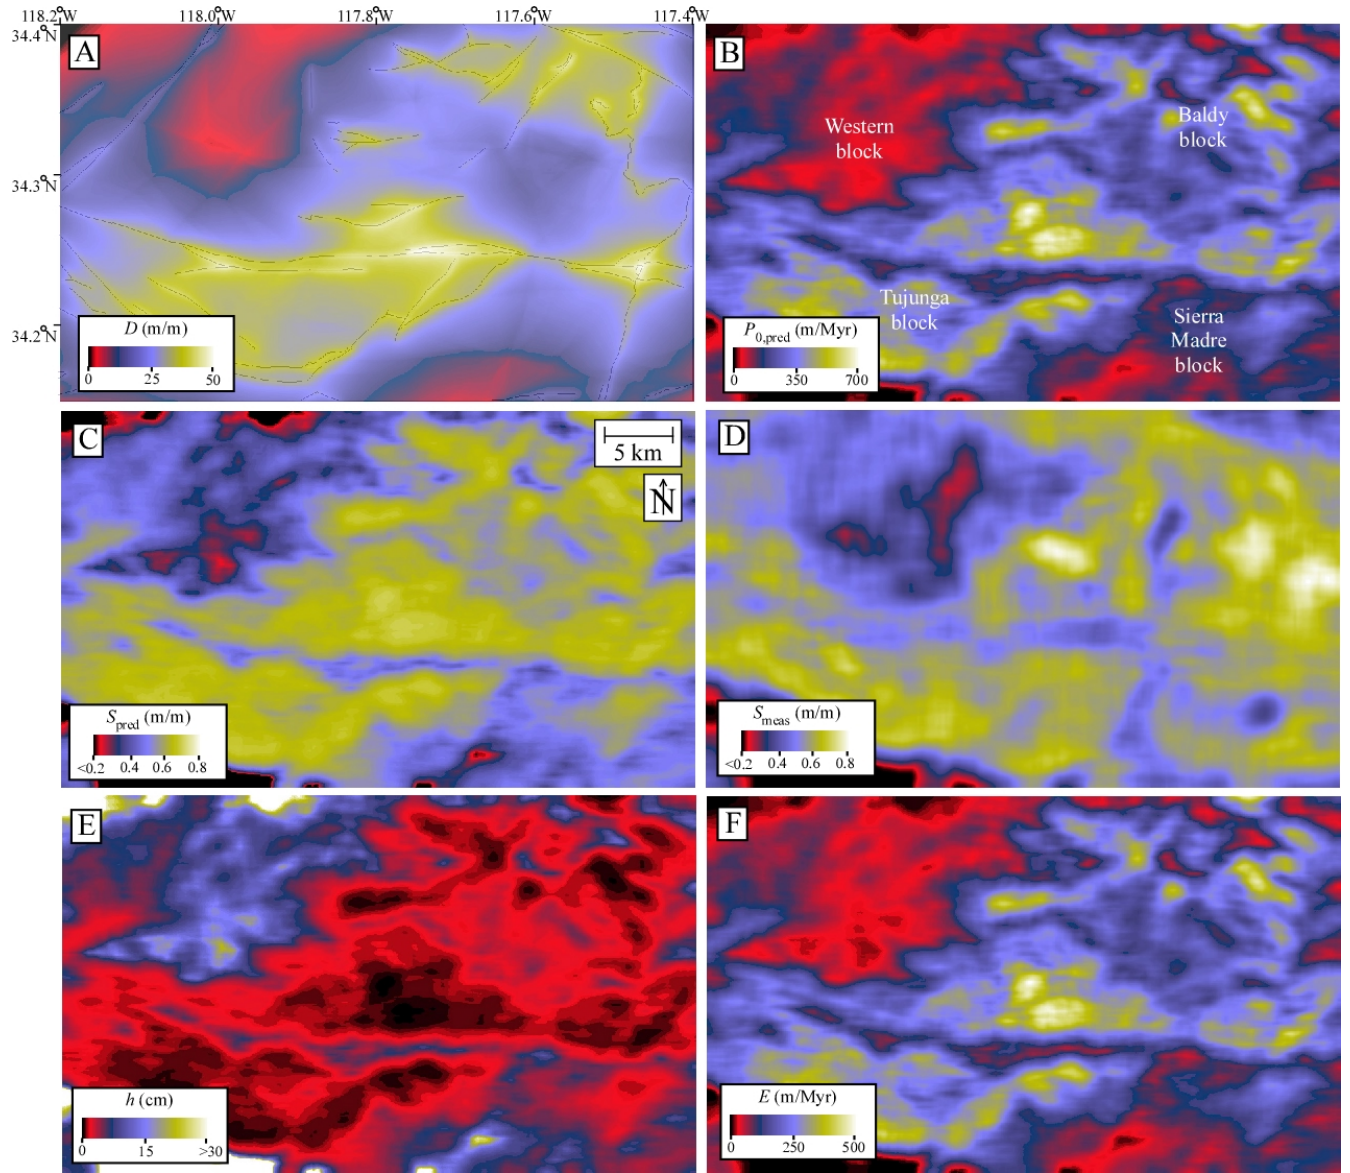 118.2°W 118.0°W 117.8°W 117.6°W 117.4°W
34.4°N
34.3°N
34.2°N
A
D (m/m)
0 25 50
B
Western
block
Baldy
block
Tujunga
block
Sierra
Madre
block
P0,pred (m/Myr)
0 350 700
C
5 km
N
Spred (m/m)
<0.2 0.4 0.6 0.8
D
Smeas (m/m)
<0.2 0.4 0.6 0.8
E
h (cm)
0 15 >30
F
E (m/Myr)
0 250 500